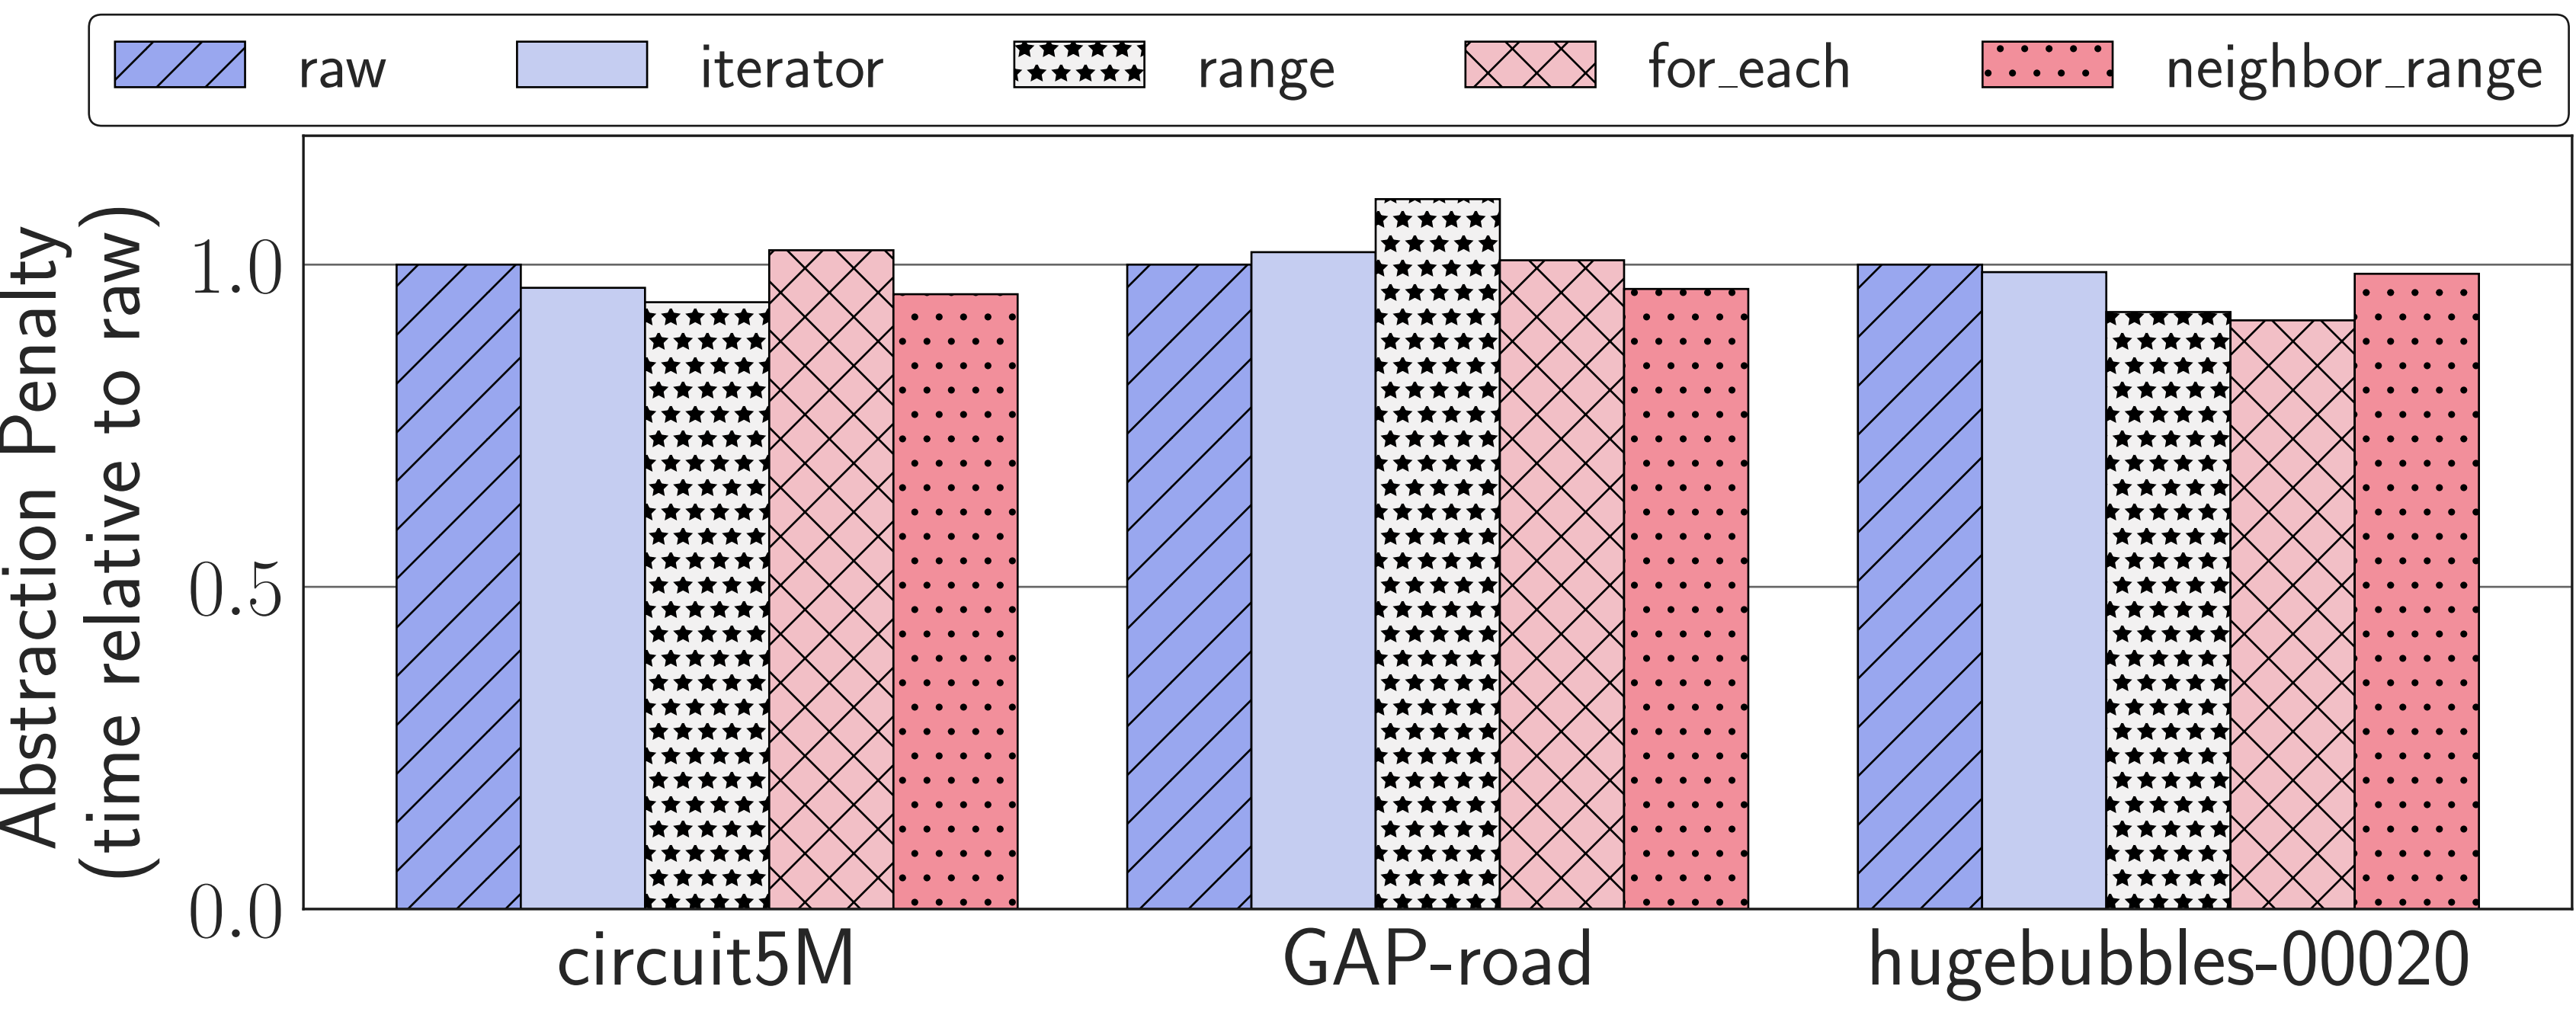 raw iterator range for_each neighbor_range
Abstraction Penalty
(time relative to raw)
1.0
0.5
0.0
circuit5M GAP-road hugebubbles-00020